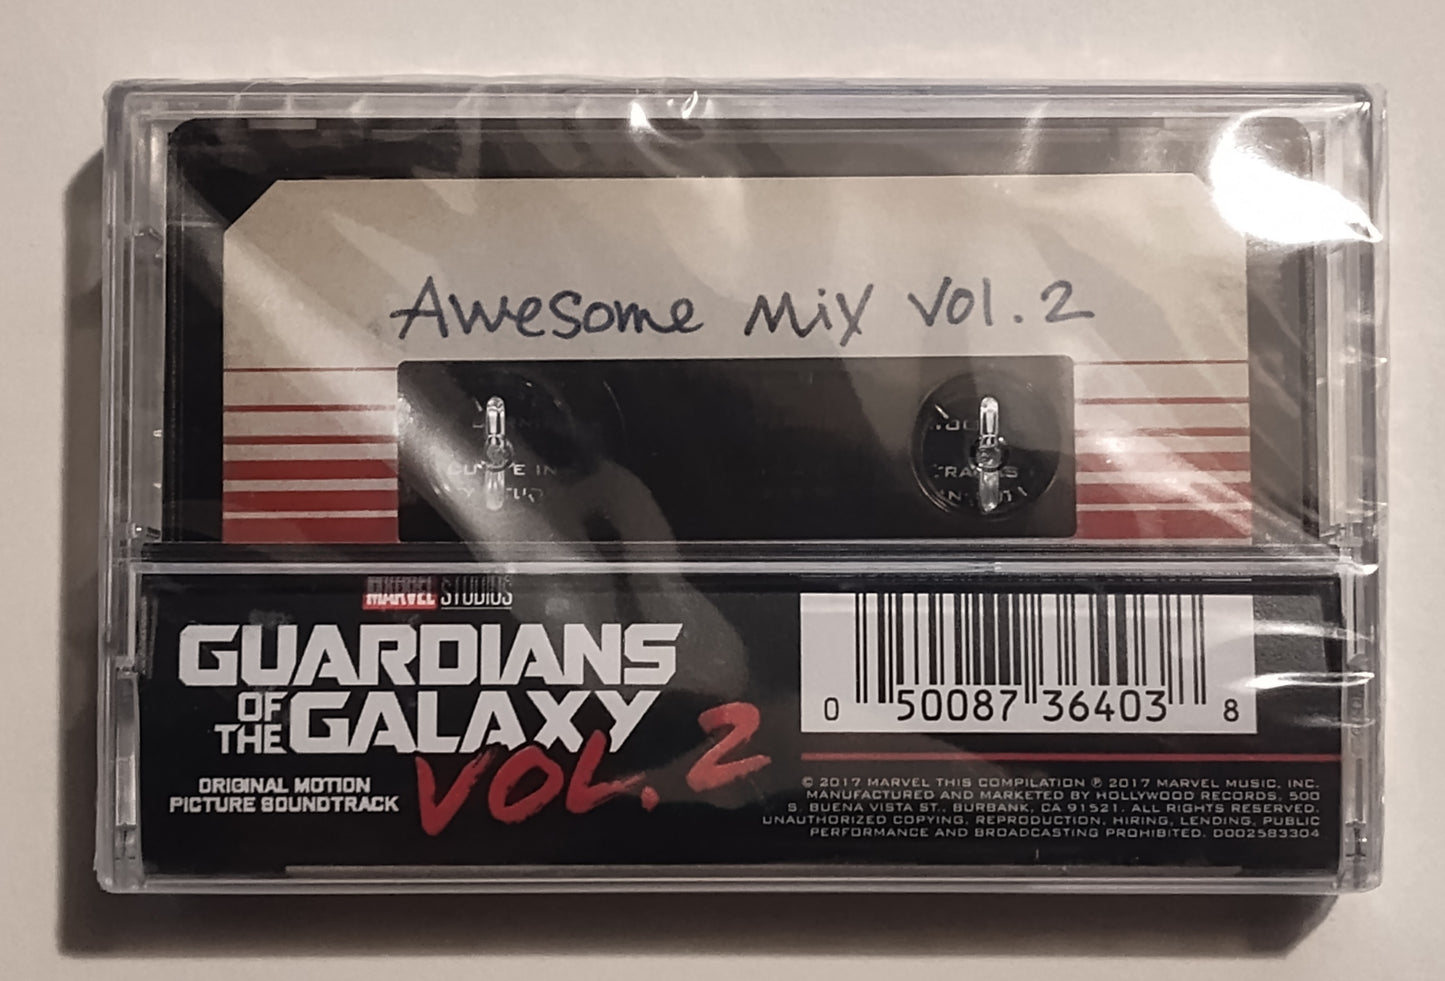 Awesome Mix Vol. 2
MARVEL STUDIOS
GUARDIANS
OF
THE GALAXY
VOL. 2
ORIGINAL MOTION
PICTURE SOUNDTRACK
0 50087 36403 8
© 2017 MARVEL THIS COMPILATION ℗ 2017 MARVEL MUSIC, INC.
MANUFACTURED AND MARKETED BY HOLLYWOOD RECORDS, 500
S. BUENA VISTA ST., BURBANK, CA 91521. ALL RIGHTS RESERVED.
UNAUTHORIZED COPYING, REPRODUCTION, HIRING, LENDING, PUBLIC
PERFORMANCE AND BROADCASTING PROHIBITED. D002583304